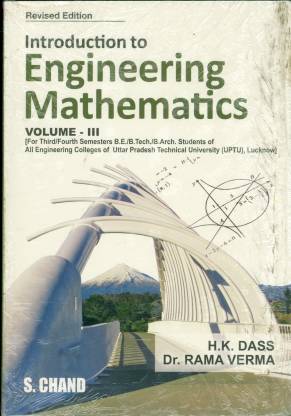 Revised Edition
Introduction to
Engineering
Mathematics
VOLUME - III
[For Third/Fourth Semesters B.E./B.Tech./B.Arch. Students of
All Engineering Colleges of Uttar Pradesh Technical University (UPTU), Lucknow]
H.K. DASS
Dr. RAMA VERMA
S. CHAND